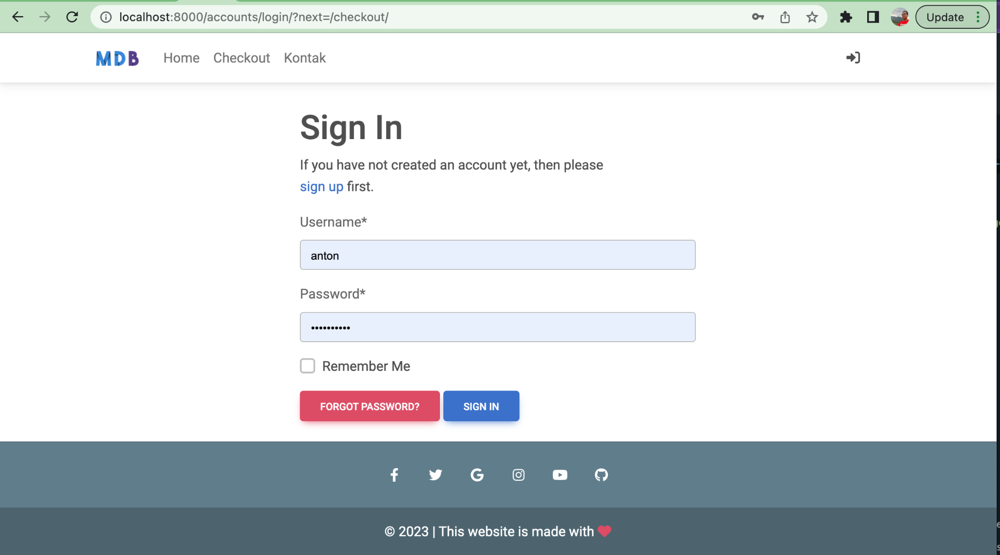 localhost:8000/accounts/login/?next=/checkout/
Update
MDB Home Checkout Kontak
Sign In
If you have not created an account yet, then please
sign up first.
Username*
anton
Password*
Remember Me
FORGOT PASSWORD? SIGN IN
© 2023 | This website is made with